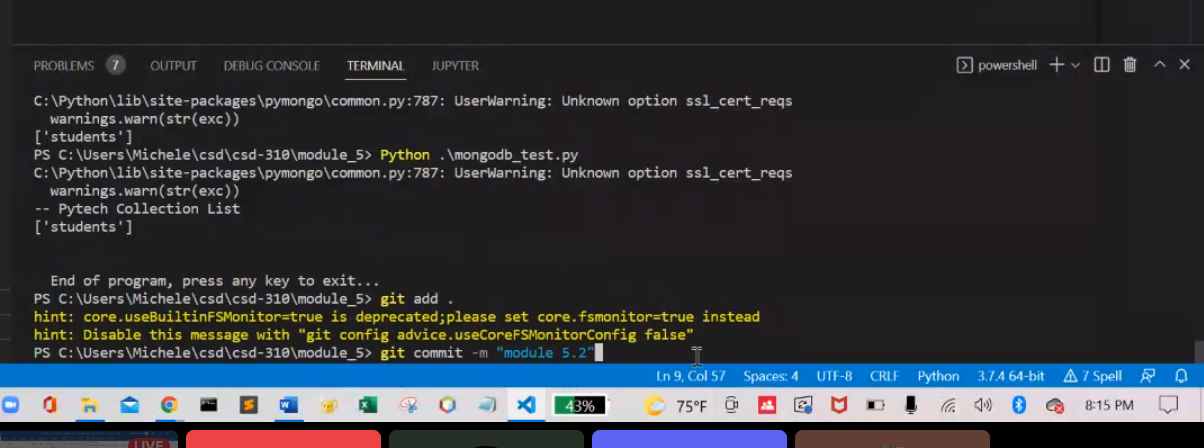 PROBLEMS 7 OUTPUT DEBUG CONSOLE TERMINAL JUPYTER powershell
C:\Python\lib\site-packages\pymongo\common.py:787: UserWarning: Unknown option ssl_cert_reqs
warnings.warn(str(exc))
['students']
PS C:\Users\Michele\csd\csd-310\module_5> Python .\mongodb_test.py
C:\Python\lib\site-packages\pymongo\common.py:787: UserWarning: Unknown option ssl_cert_reqs
warnings.warn(str(exc))
-- Pytech Collection List
['students']
End of program, press any key to exit...
PS C:\Users\Michele\csd\csd-310\module_5> git add .
hint: core.useBuiltinFSMonitor=true is deprecated;please set core.fsmonitor=true instead
hint: Disable this message with "git config advice.useCoreFSMonitorConfig false"
PS C:\Users\Michele\csd\csd-310\module_5> git commit -m "module 5.2"
Ln 9, Col 57 Spaces: 4 UTF-8 CRLF Python 3.7.4 64-bit 7 Spell
43% 75°F 8:15 PM
LIVE